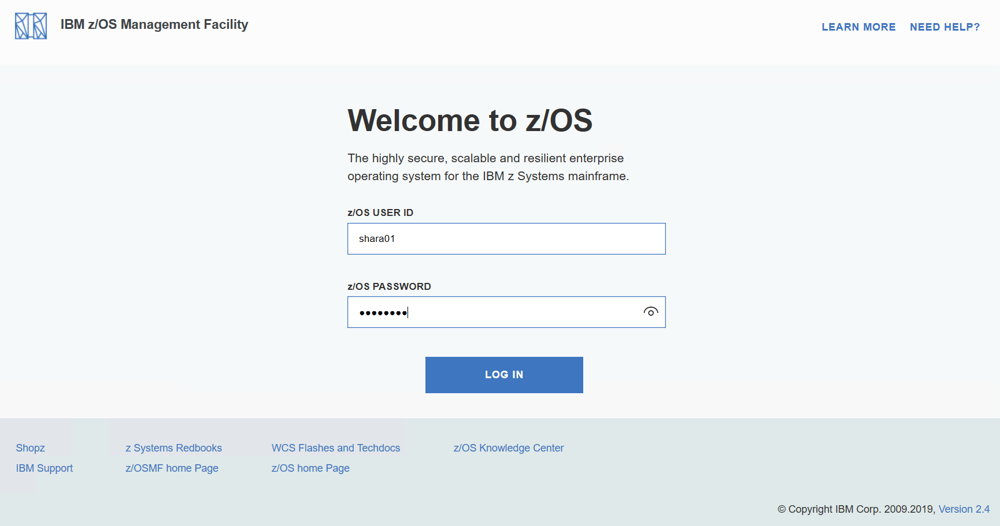 IBM z/OS Management Facility
LEARN MORE NEED HELP?
Welcome to z/OS
The highly secure, scalable and resilient enterprise
operating system for the IBM z Systems mainframe.
z/OS USER ID
shara01
z/OS PASSWORD
••••••••
LOG IN
Shopz z Systems Redbooks WCS Flashes and Techdocs z/OS Knowledge Center
IBM Support z/OSMF home Page z/OS home Page
© Copyright IBM Corp. 2009.2019, Version 2.4